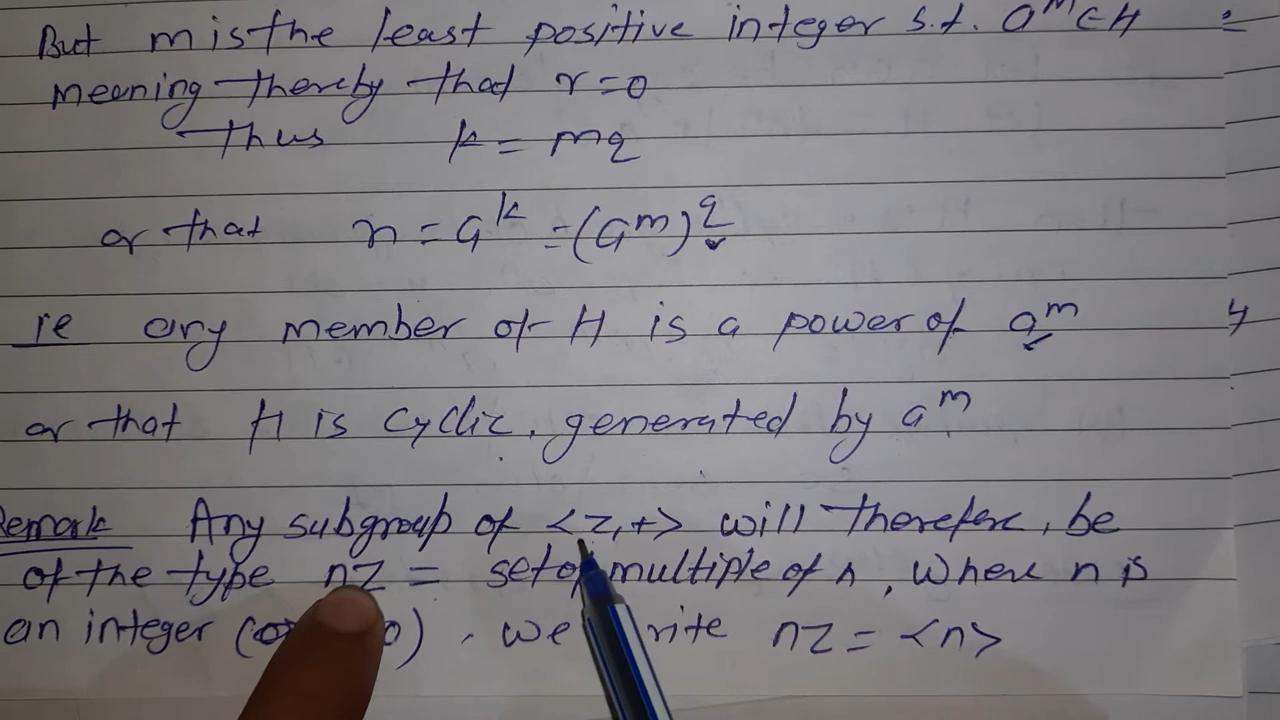 But m is the least positive integer s.t. a^m ∈ H
meaning thereby that r = 0
Thus k = mq
or that x = a^k = (a^m)^q
ie any member of H is a power of a^m
or that H is cyclic, generated by a^m
Remark Any subgroup of <Z, +> will therefore, be
of the type nZ = set of multiple of n, where n is
an integer ( 0). we write nZ = <n>